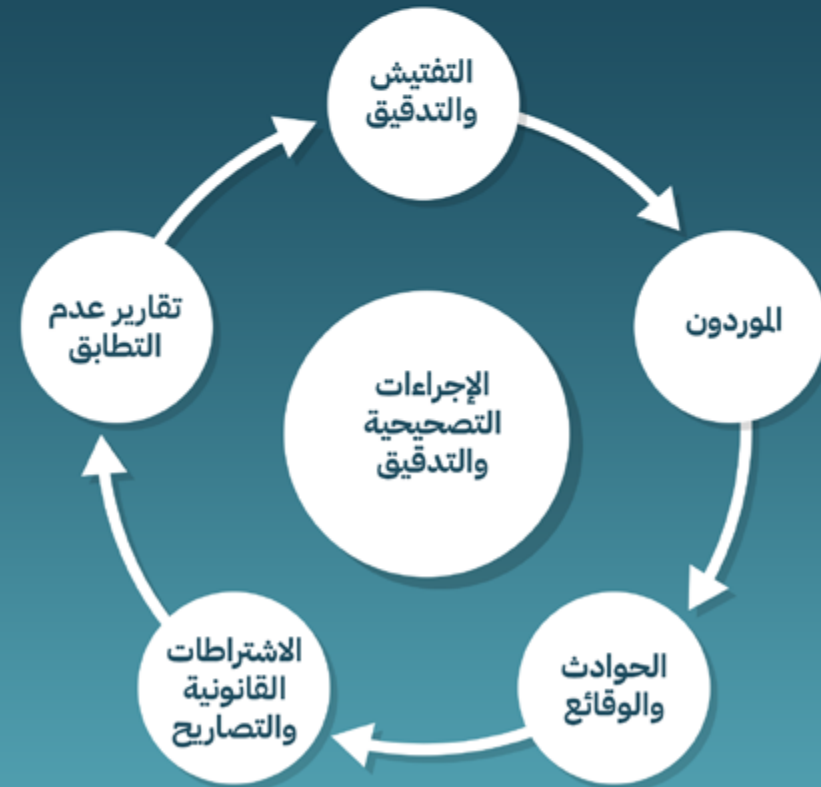 التفتيش
والتدقيق
الموردون
الحوادث
والوقائع
الاشتراطات
القانونية
والتصاريح
تقارير عدم
التطابق
الإجراءات
التصحيحية
والتدقيق